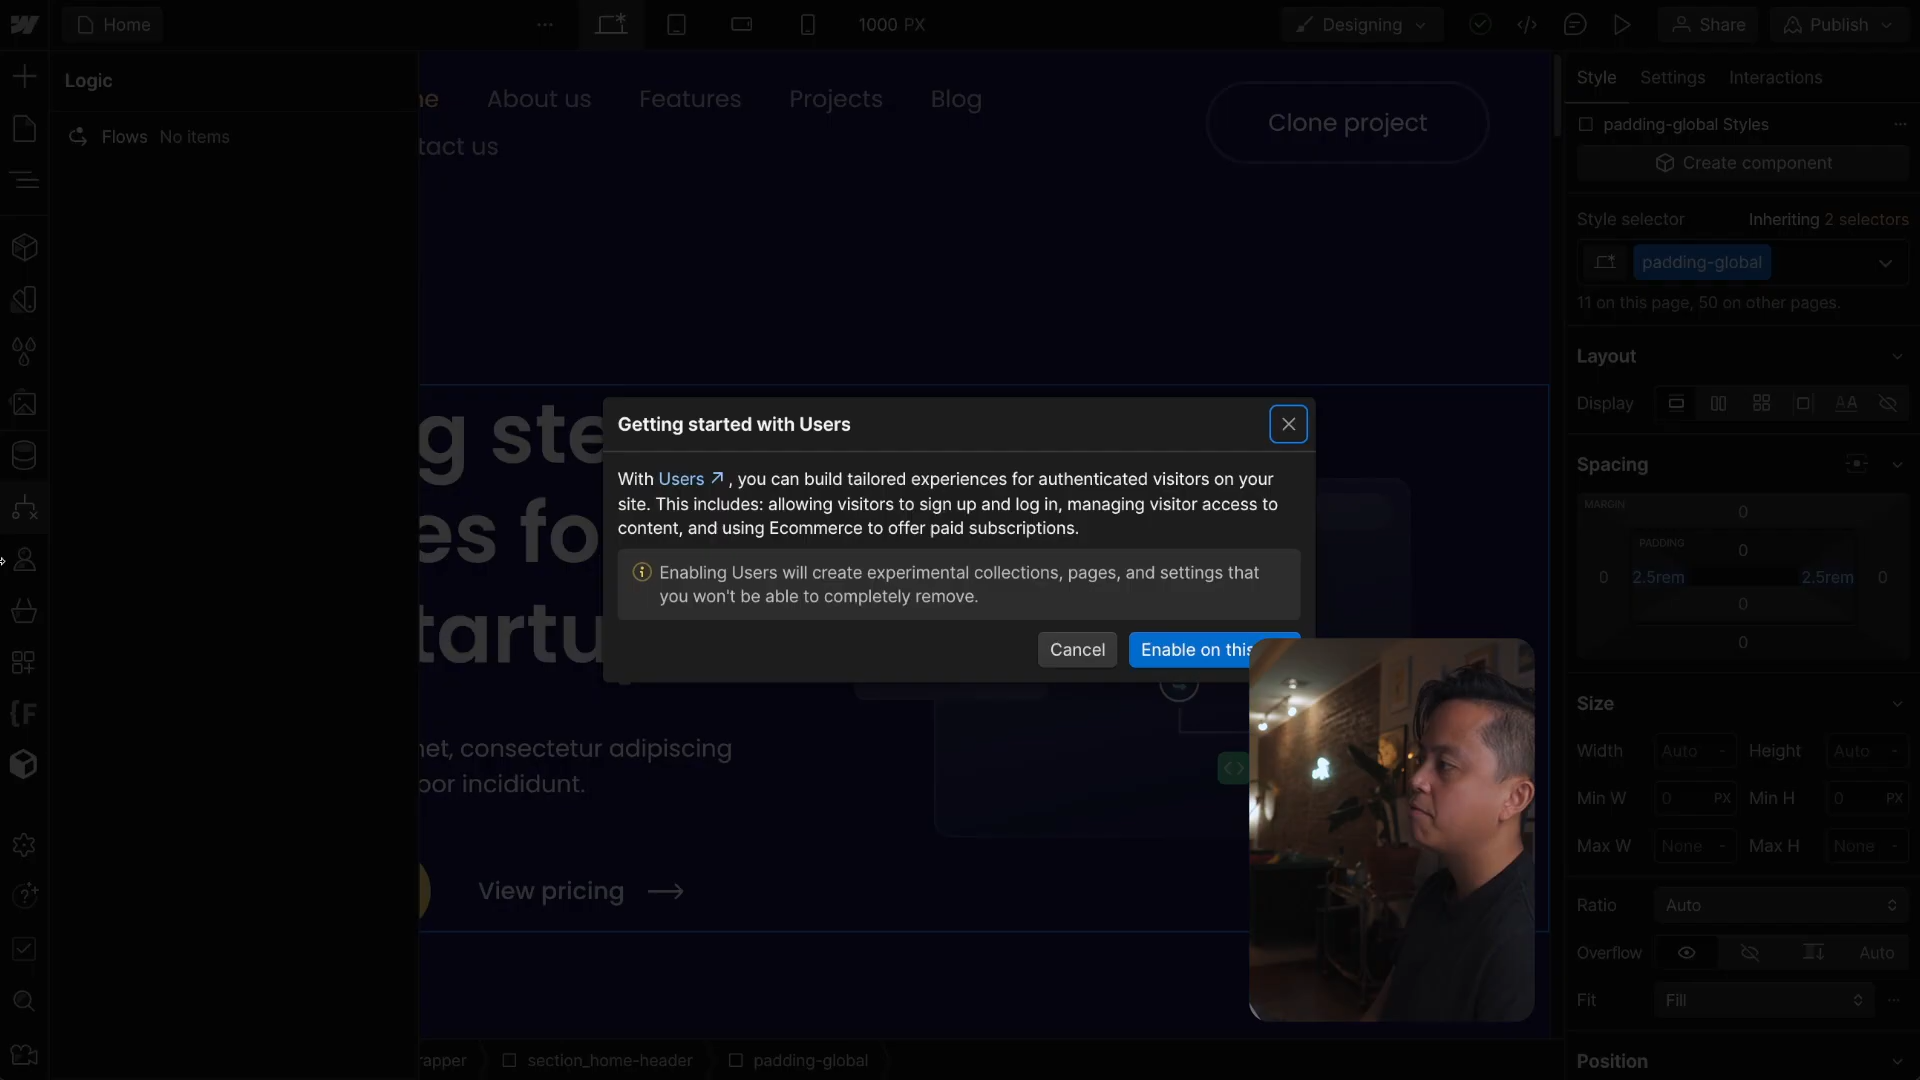 Home
1000 PX
Designing
Share
Publish
Logic
Flows No items
About us
Features
Projects
Blog
tact us
Clone project
Style
Settings
Interactions
padding-global Styles
Create component
Style selector
Inheriting 2 selectors
padding-global
11 on this page, 50 on other pages.
Layout
Display
AA
Spacing
MARGIN
0
PADDING
0
0 2.5rem 2.5rem 0
0
0
g ste
es fo
tartu
Getting started with Users
With Users ↗, you can build tailored experiences for authenticated visitors on your
site. This includes: allowing visitors to sign up and log in, managing visitor access to
content, and using Ecommerce to offer paid subscriptions.
Enabling Users will create experimental collections, pages, and settings that
you won't be able to completely remove.
Cancel
Enable on this
net, consectetur adipiscing
por incididunt.
View pricing
Size
Width Auto - Height Auto -
Min W 0 PX Min H 0 PX
Max W None - Max H None -
Ratio Auto
Overflow Auto
Fit Fill
Position
rapper
section_home-header
padding-global